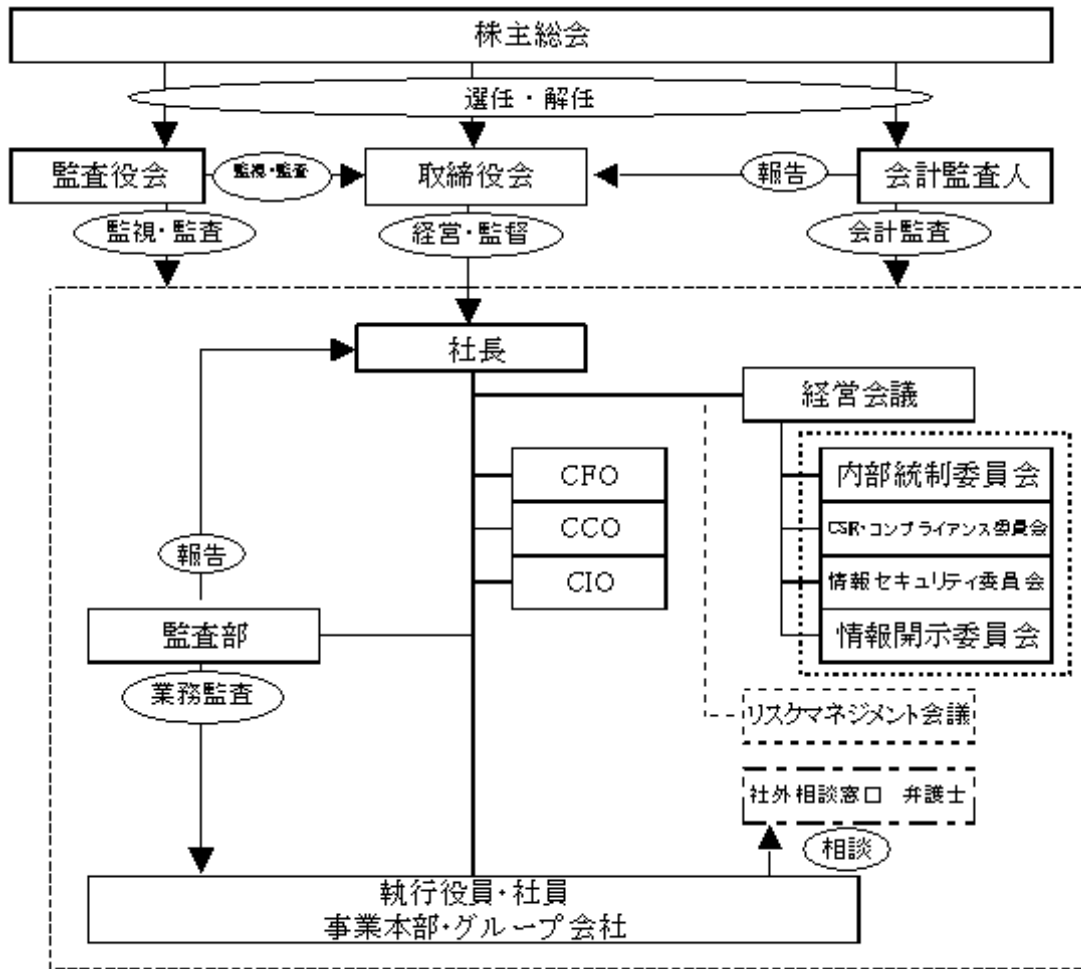 株主総会
選任・解任
監査役会
監視・監査
取締役会
報告
会計監査人
監視・監査
経営・監督
会計監査
社長
経営会議
CFO
CCO
CIO
内部統制委員会
CSR・コンプライアンス委員会
情報セキュリティ委員会
情報開示委員会
報告
監査部
業務監査
リスクマネジメント会議
社外相談窓口 弁護士
相談
執行役員・社員
事業本部・グループ会社